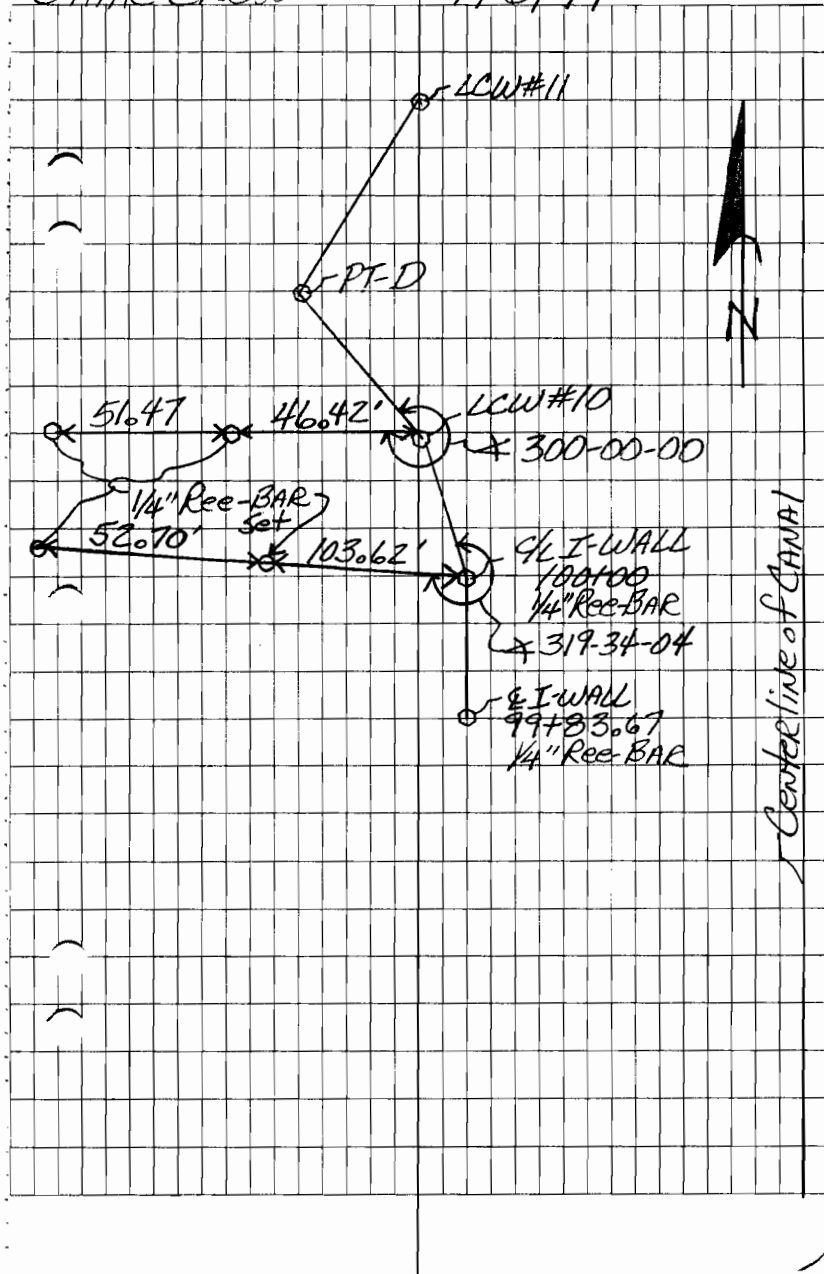 LCW#11
PT-D
N
51.47
46.42'
LCW#10
∡ 300-00-00
1/4" Ree-BAR
Set
52.70'
103.62'
C/L I-WALL
100+00
1/4" Ree-BAR
∡ 319-34-04
℄ I-WALL
99+83.67
1/4" Ree-BAR
Centerline of CANAL